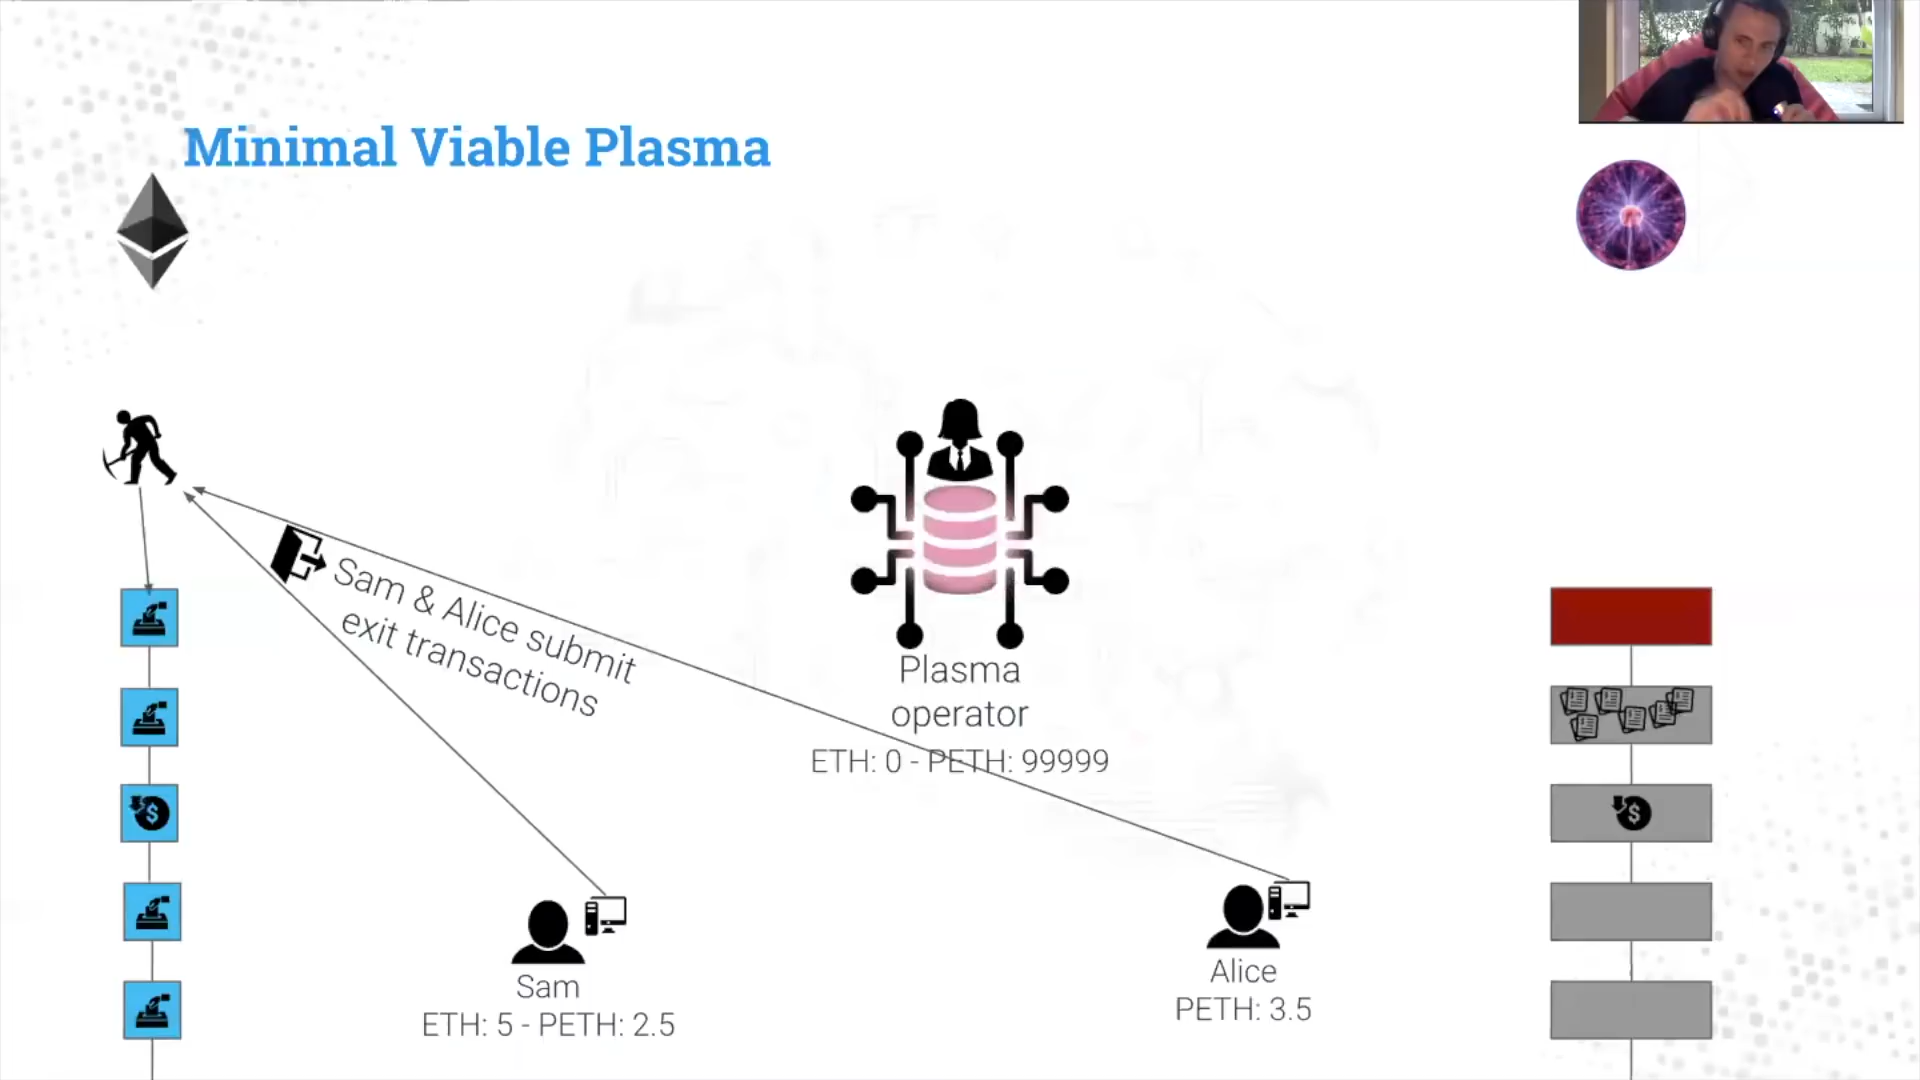 Minimal Viable Plasma
Sam & Alice submit
exit transactions
Plasma
operator
ETH: 0 - PETH: 99999
Sam
ETH: 5 - PETH: 2.5
Alice
PETH: 3.5
$
$